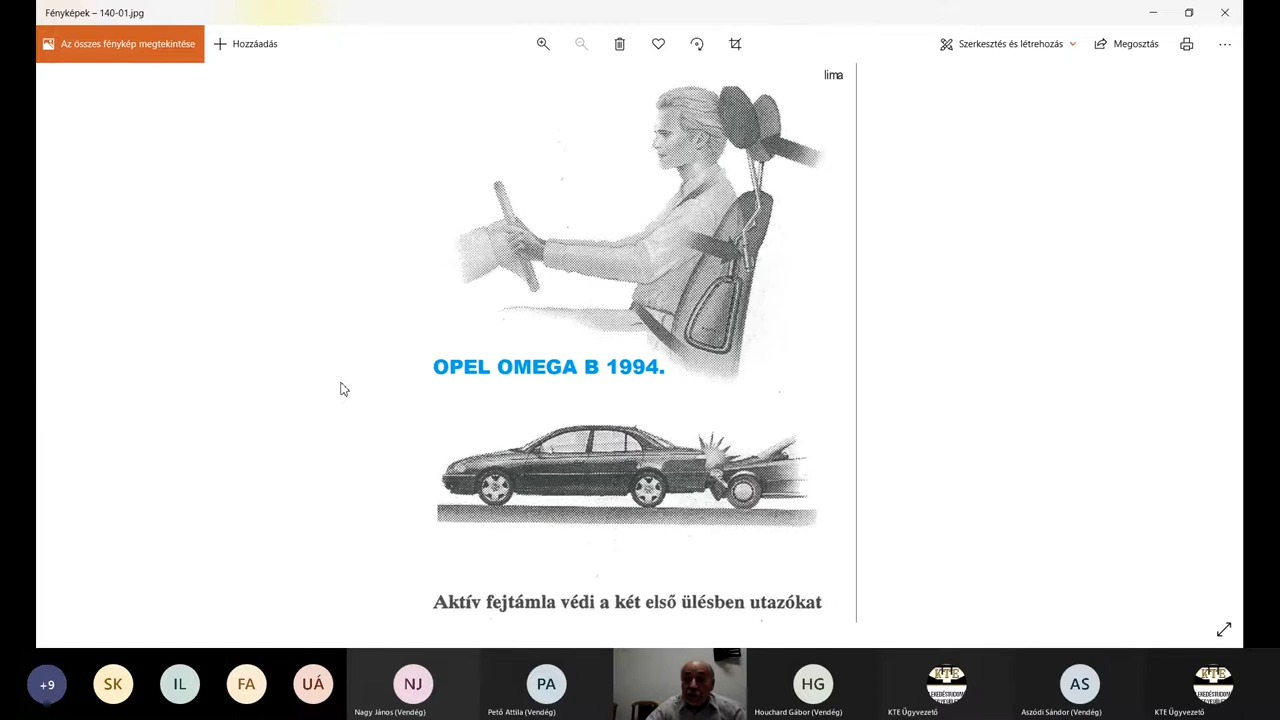 Fényképek – 140-01.jpg
Az összes fénykép megtekintése
Hozzáadás
Szerkesztés és létrehozás
Megosztás
lima
OPEL OMEGA B 1994.
Aktív fejtámla védi a két első ülésben utazókat
+9
SK
IL
FA
UÁ
NJ
Nagy János (Vendég)
PA
Pető Attila (Vendég)
HG
Houchard Gábor (Vendég)
KTE
KTE Ügyvezető
AS
Aszódi Sándor (Vendég)
KTE
KTE Ügyvezető